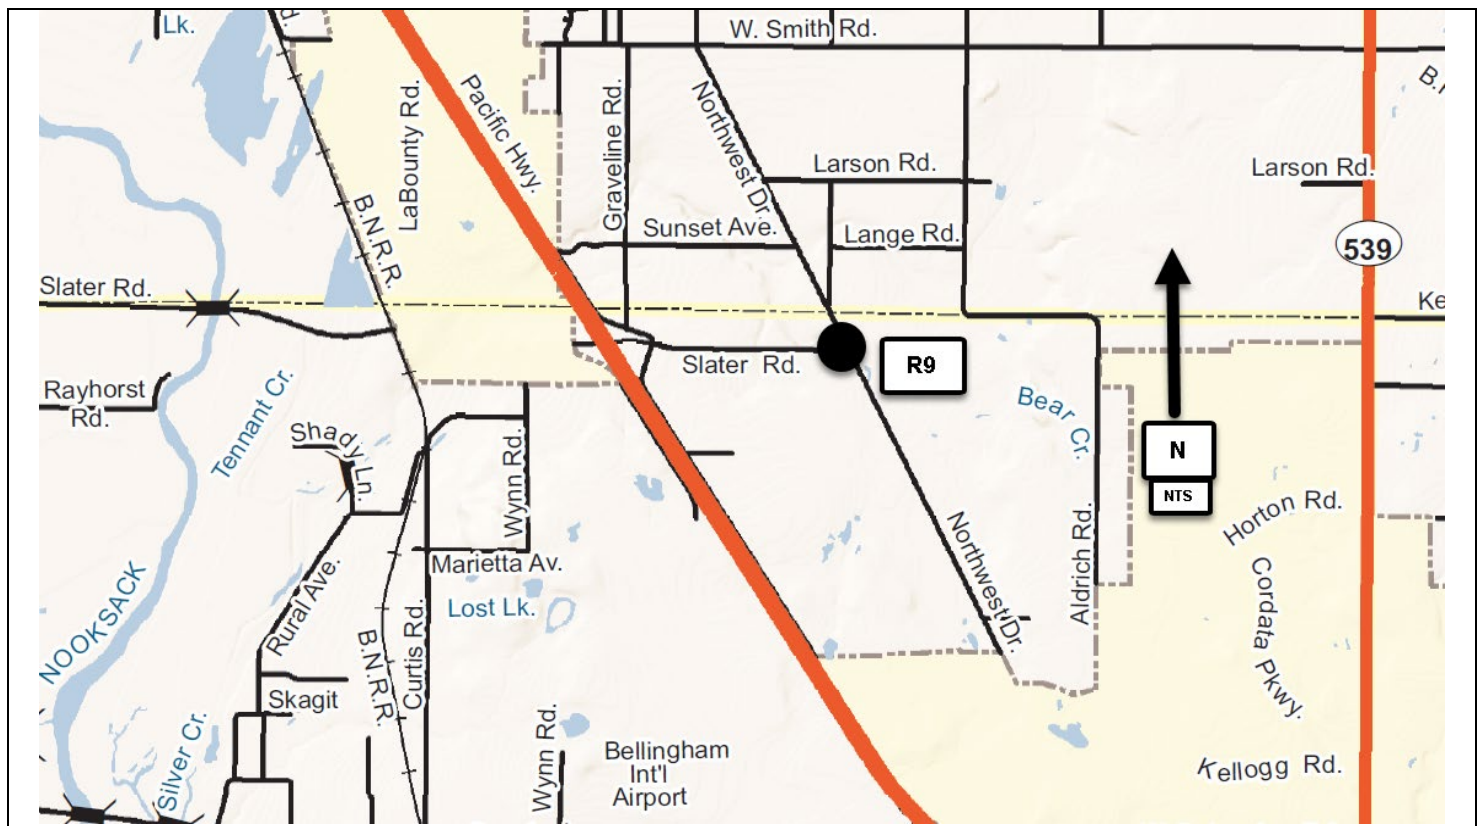 d.
Lk.
W. Smith Rd.
Pacific Hwy.
LaBounty Rd.
Graveline Rd.
Northwest Dr.
B.N.R.R.
Larson Rd.
Larson Rd.
Sunset Ave.
Lange Rd.
539
Slater Rd.
Ke
Slater Rd.
R9
Rayhorst
Rd.
Tennant Cr.
Bear Cr.
Shady Ln.
Wynn Rd.
N
NTS
Horton Rd.
Northwest Dr.
Aldrich Rd.
Marietta Av.
Rural Ave.
Lost Lk.
NOOKSACK
Curtis Rd.
B.N.R.R.
Cordata Pkwy.
Skagit
Silver Cr.
Wynn Rd.
Bellingham
Int'l
Airport
Kellogg Rd.